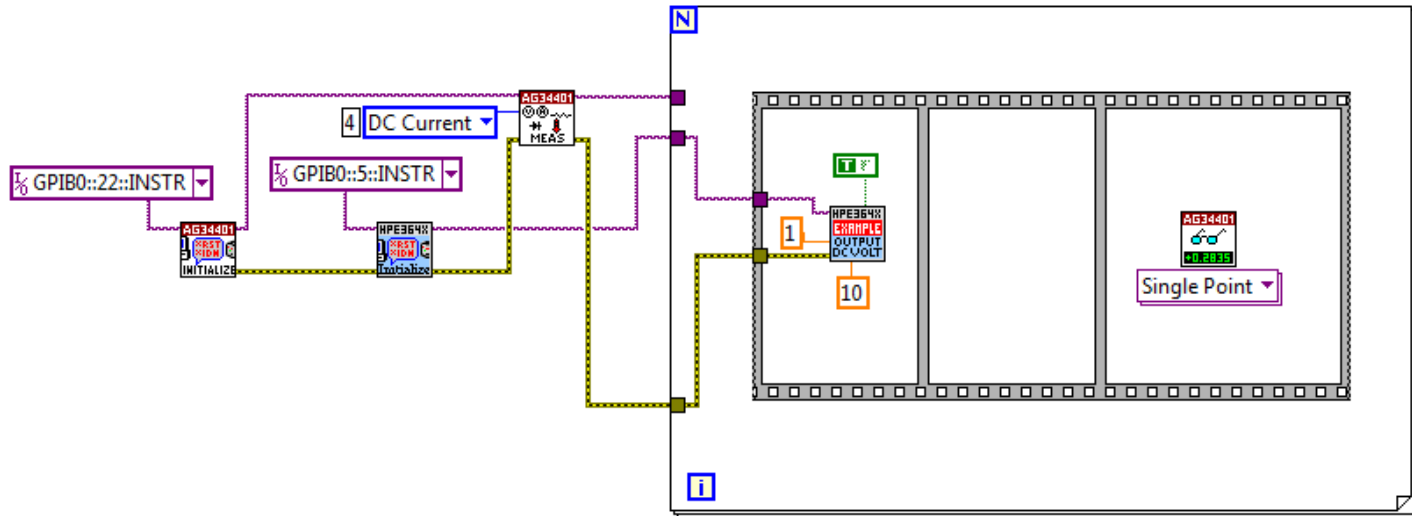 N
AG34401
MEAS
4 DC Current
GPIB0::22::INSTR
GPIB0::5::INSTR
AG34401
*RST
*IDN
INITIALIZE
HPE364X
*RST
*IDN
Initialize
T
HPE364X
EXAMPLE
OUTPUT
DC VOLT
1
10
AG34401
+0.2835
Single Point
i